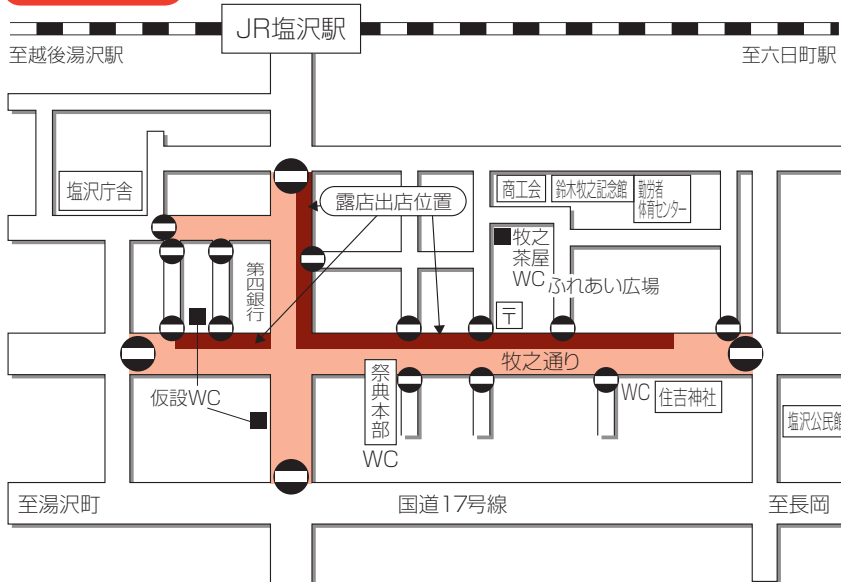 JR塩沢駅
至越後湯沢駅
至六日町駅
塩沢庁舎
露店出店位置
商工会
鈴木牧之記念館
勤労者
体育センター
牧之
茶屋
WC
ふれあい広場
第四銀行
〒
牧之通り
仮設WC
祭典本部
WC
WC
住吉神社
塩沢公民館
至湯沢町
国道17号線
至長岡